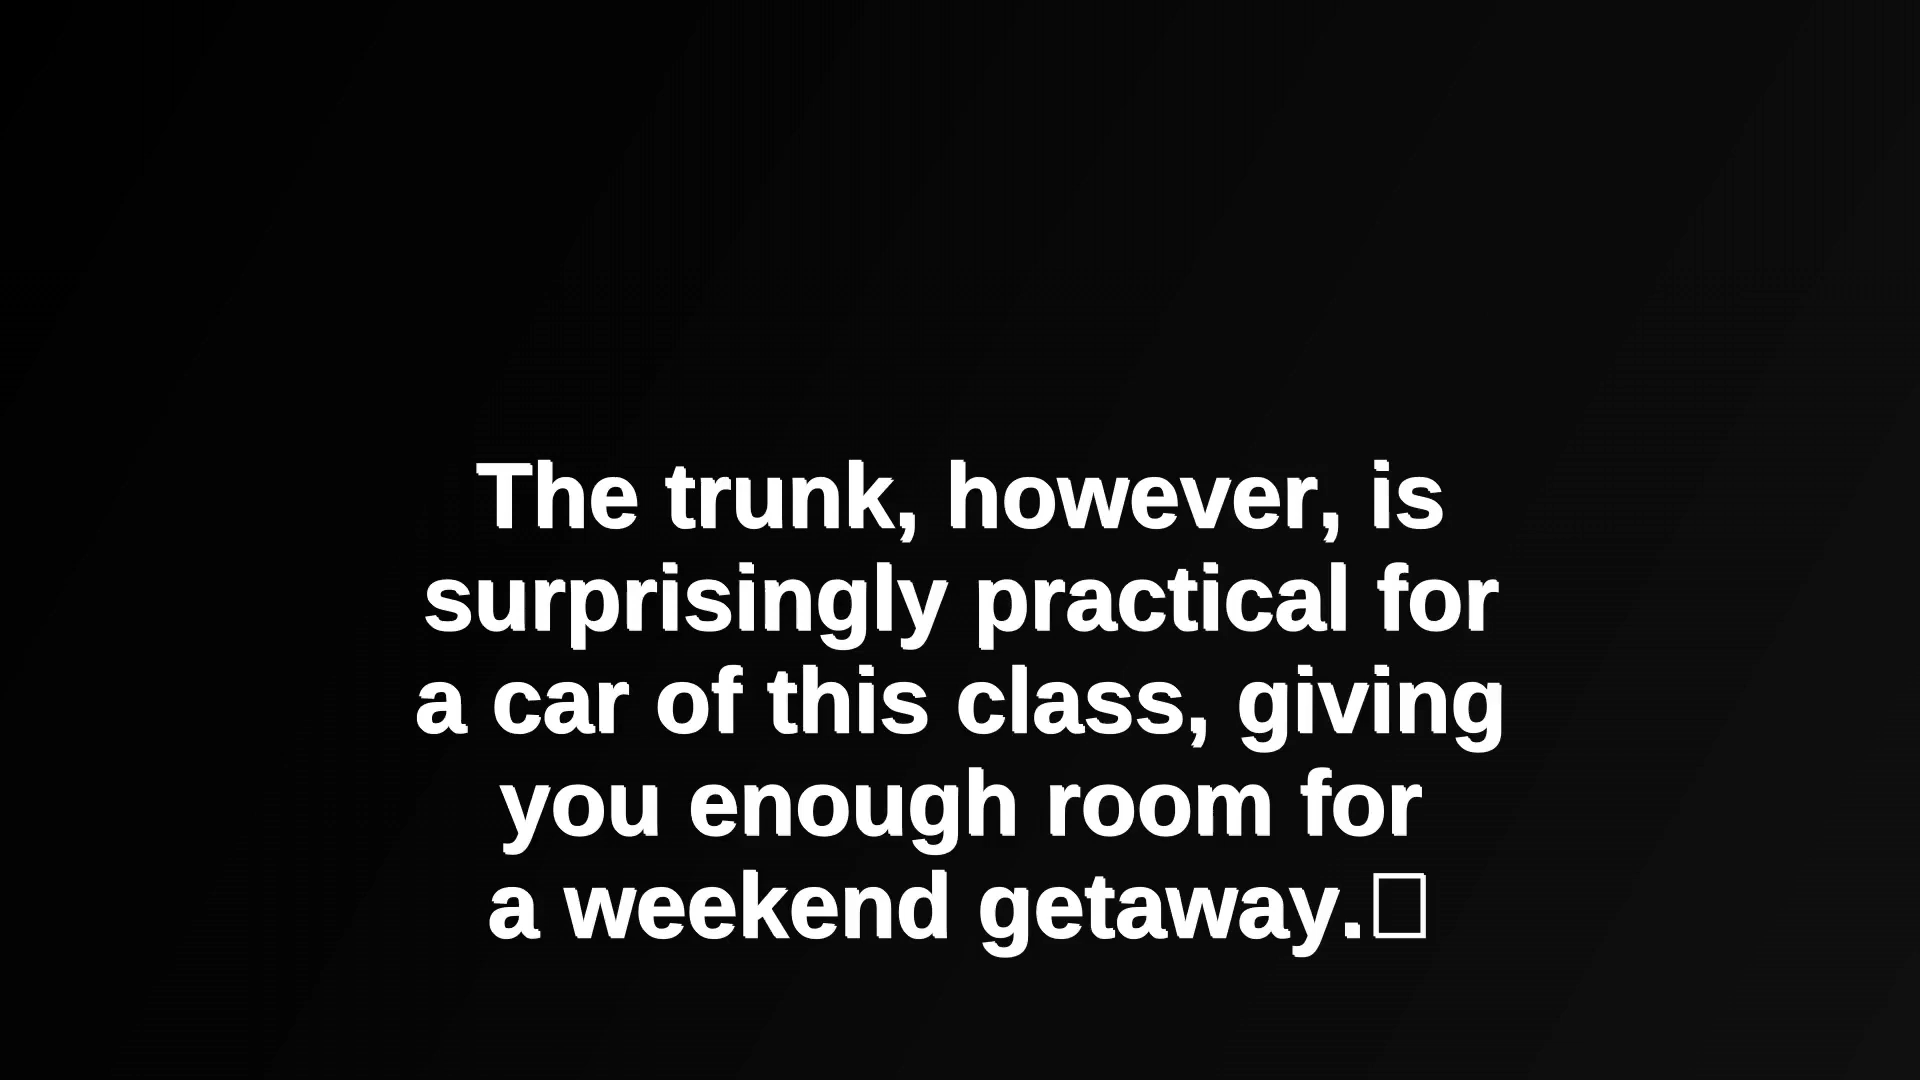 The trunk, however, is
surprisingly practical for
a car of this class, giving
you enough room for
a weekend getaway.